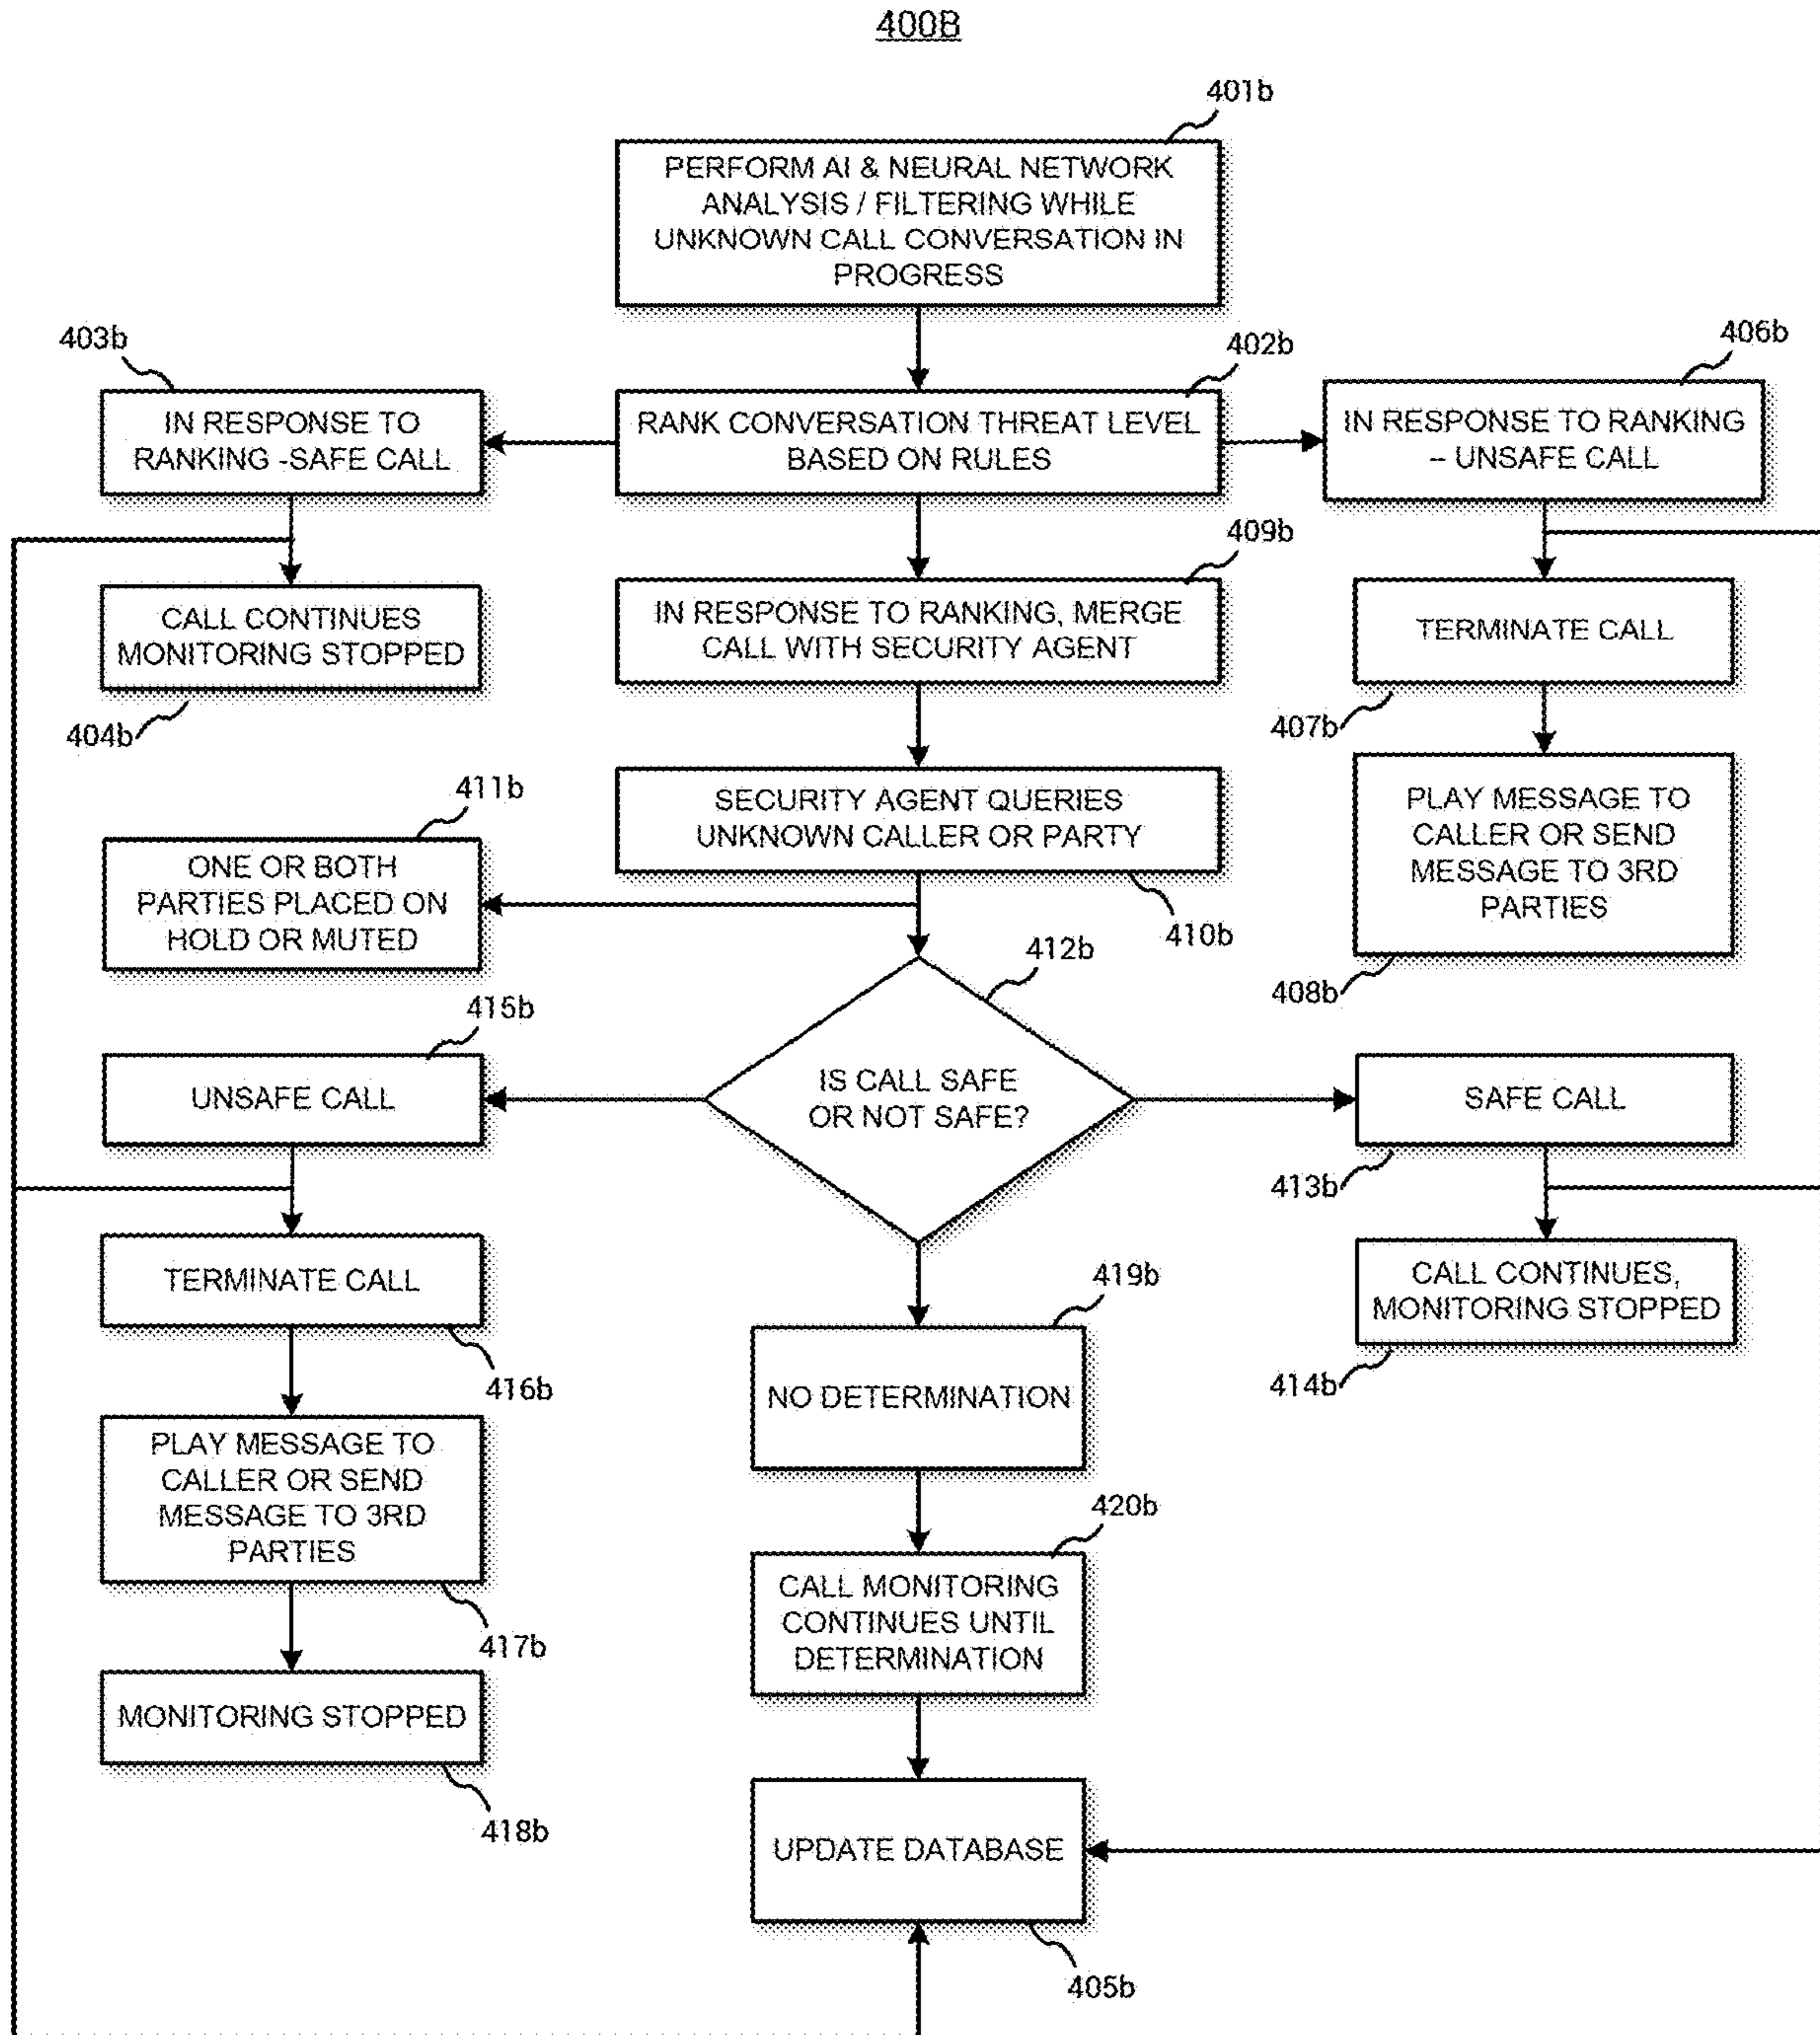 400B
401b
PERFORM AI & NEURAL NETWORK
ANALYSIS / FILTERING WHILE
UNKNOWN CALL CONVERSATION IN
PROGRESS
403b
402b
406b
IN RESPONSE TO
RANKING -SAFE CALL
RANK CONVERSATION THREAT LEVEL
BASED ON RULES
IN RESPONSE TO RANKING
-- UNSAFE CALL
409b
CALL CONTINUES
MONITORING STOPPED
404b
IN RESPONSE TO RANKING, MERGE
CALL WITH SECURITY AGENT
TERMINATE CALL
407b
411b
SECURITY AGENT QUERIES
UNKNOWN CALLER OR PARTY
410b
PLAY MESSAGE TO
CALLER OR SEND
MESSAGE TO 3RD
PARTIES
408b
ONE OR BOTH
PARTIES PLACED ON
HOLD OR MUTED
412b
415b
UNSAFE CALL
IS CALL SAFE
OR NOT SAFE?
SAFE CALL
413b
TERMINATE CALL
416b
419b
NO DETERMINATION
CALL CONTINUES,
MONITORING STOPPED
414b
PLAY MESSAGE TO
CALLER OR SEND
MESSAGE TO 3RD
PARTIES
417b
420b
CALL MONITORING
CONTINUES UNTIL
DETERMINATION
MONITORING STOPPED
418b
UPDATE DATABASE
405b